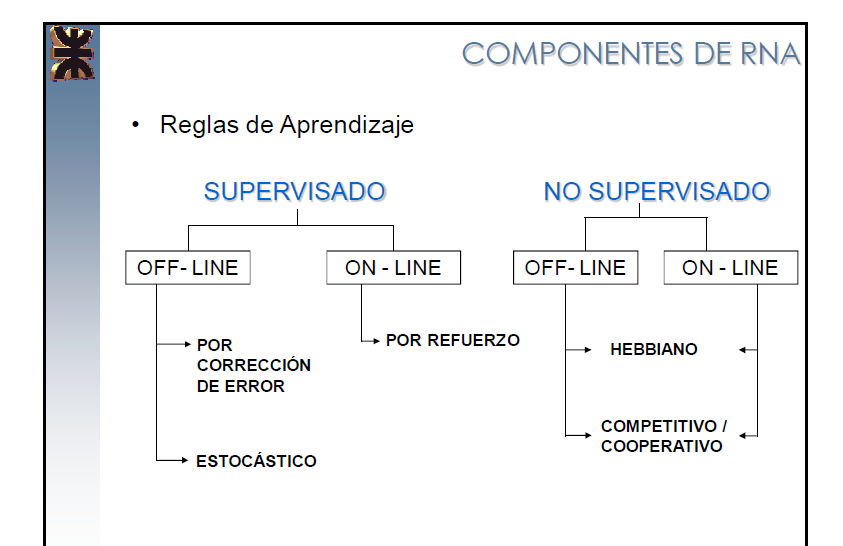 COMPONENTES DE RNA
• Reglas de Aprendizaje
SUPERVISADO
NO SUPERVISADO
OFF- LINE
ON - LINE
OFF- LINE
ON - LINE
POR
CORRECCIÓN
DE ERROR
ESTOCÁSTICO
POR REFUERZO
HEBBIANO
COMPETITIVO /
COOPERATIVO